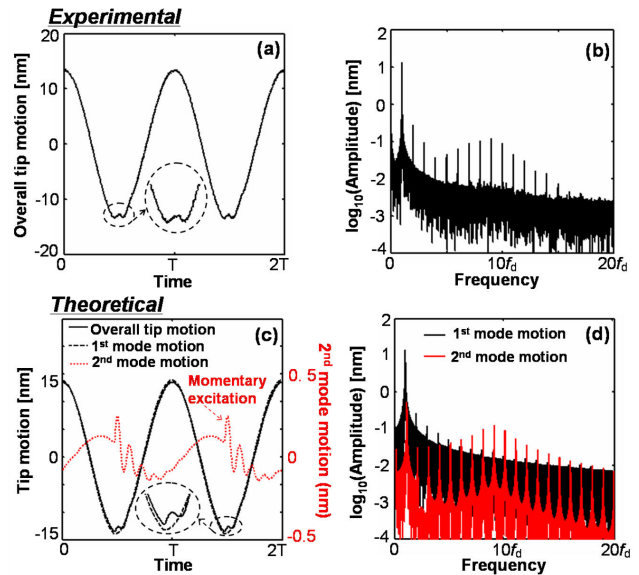 Experimental
(a)
Overall tip motion [nm]
20
10
0
-10
20
0
T
2T
Time
(b)
log10(Amplitude) [nm]
2
1
0
-1
-2
-3
-4
0
10fd
20fd
Frequency
Theoretical
(c)
Overall tip motion
1st mode motion
2nd mode motion
Momentary
excitation
Tip motion [nm]
15
0
-15
0
T
2T
Time
2nd mode motion (nm)
0.5
0
-0.5
(d)
1st mode motion
2nd mode motion
log10(Amplitude) [nm]
2
1
0
-1
-2
-3
-4
0
10fd
20fd
Frequency